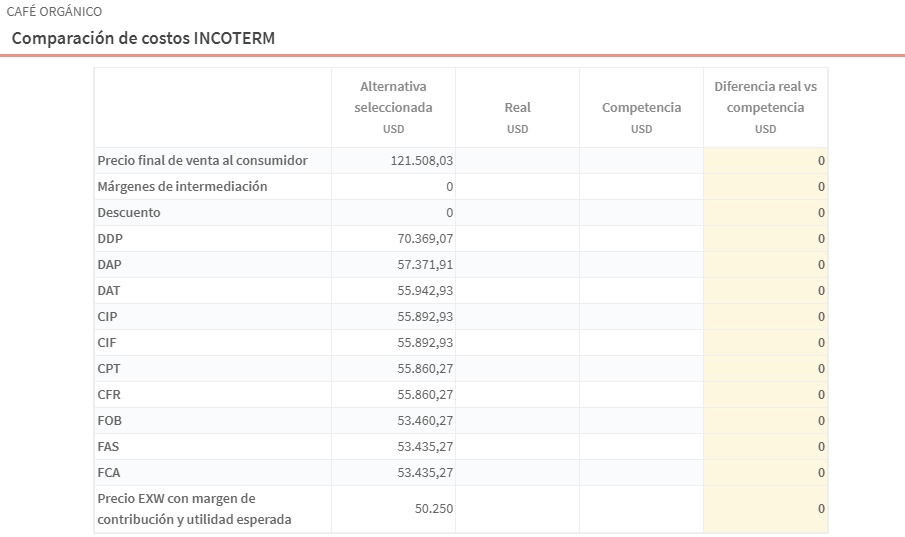 CAFÉ ORGÁNICO
Comparación de costos INCOTERM
Alternativa seleccionada USD Real USD Competencia USD Diferencia real vs competencia USD
Precio final de venta al consumidor 121.508,03 0
Márgenes de intermediación 0 0
Descuento 0 0
DDP 70.369,07 0
DAP 57.371,91 0
DAT 55.942,93 0
CIP 55.892,93 0
CIF 55.892,93 0
CPT 55.860,27 0
CFR 55.860,27 0
FOB 53.460,27 0
FAS 53.435,27 0
FCA 53.435,27 0
Precio EXW con margen de
contribución y utilidad esperada 50.250 0